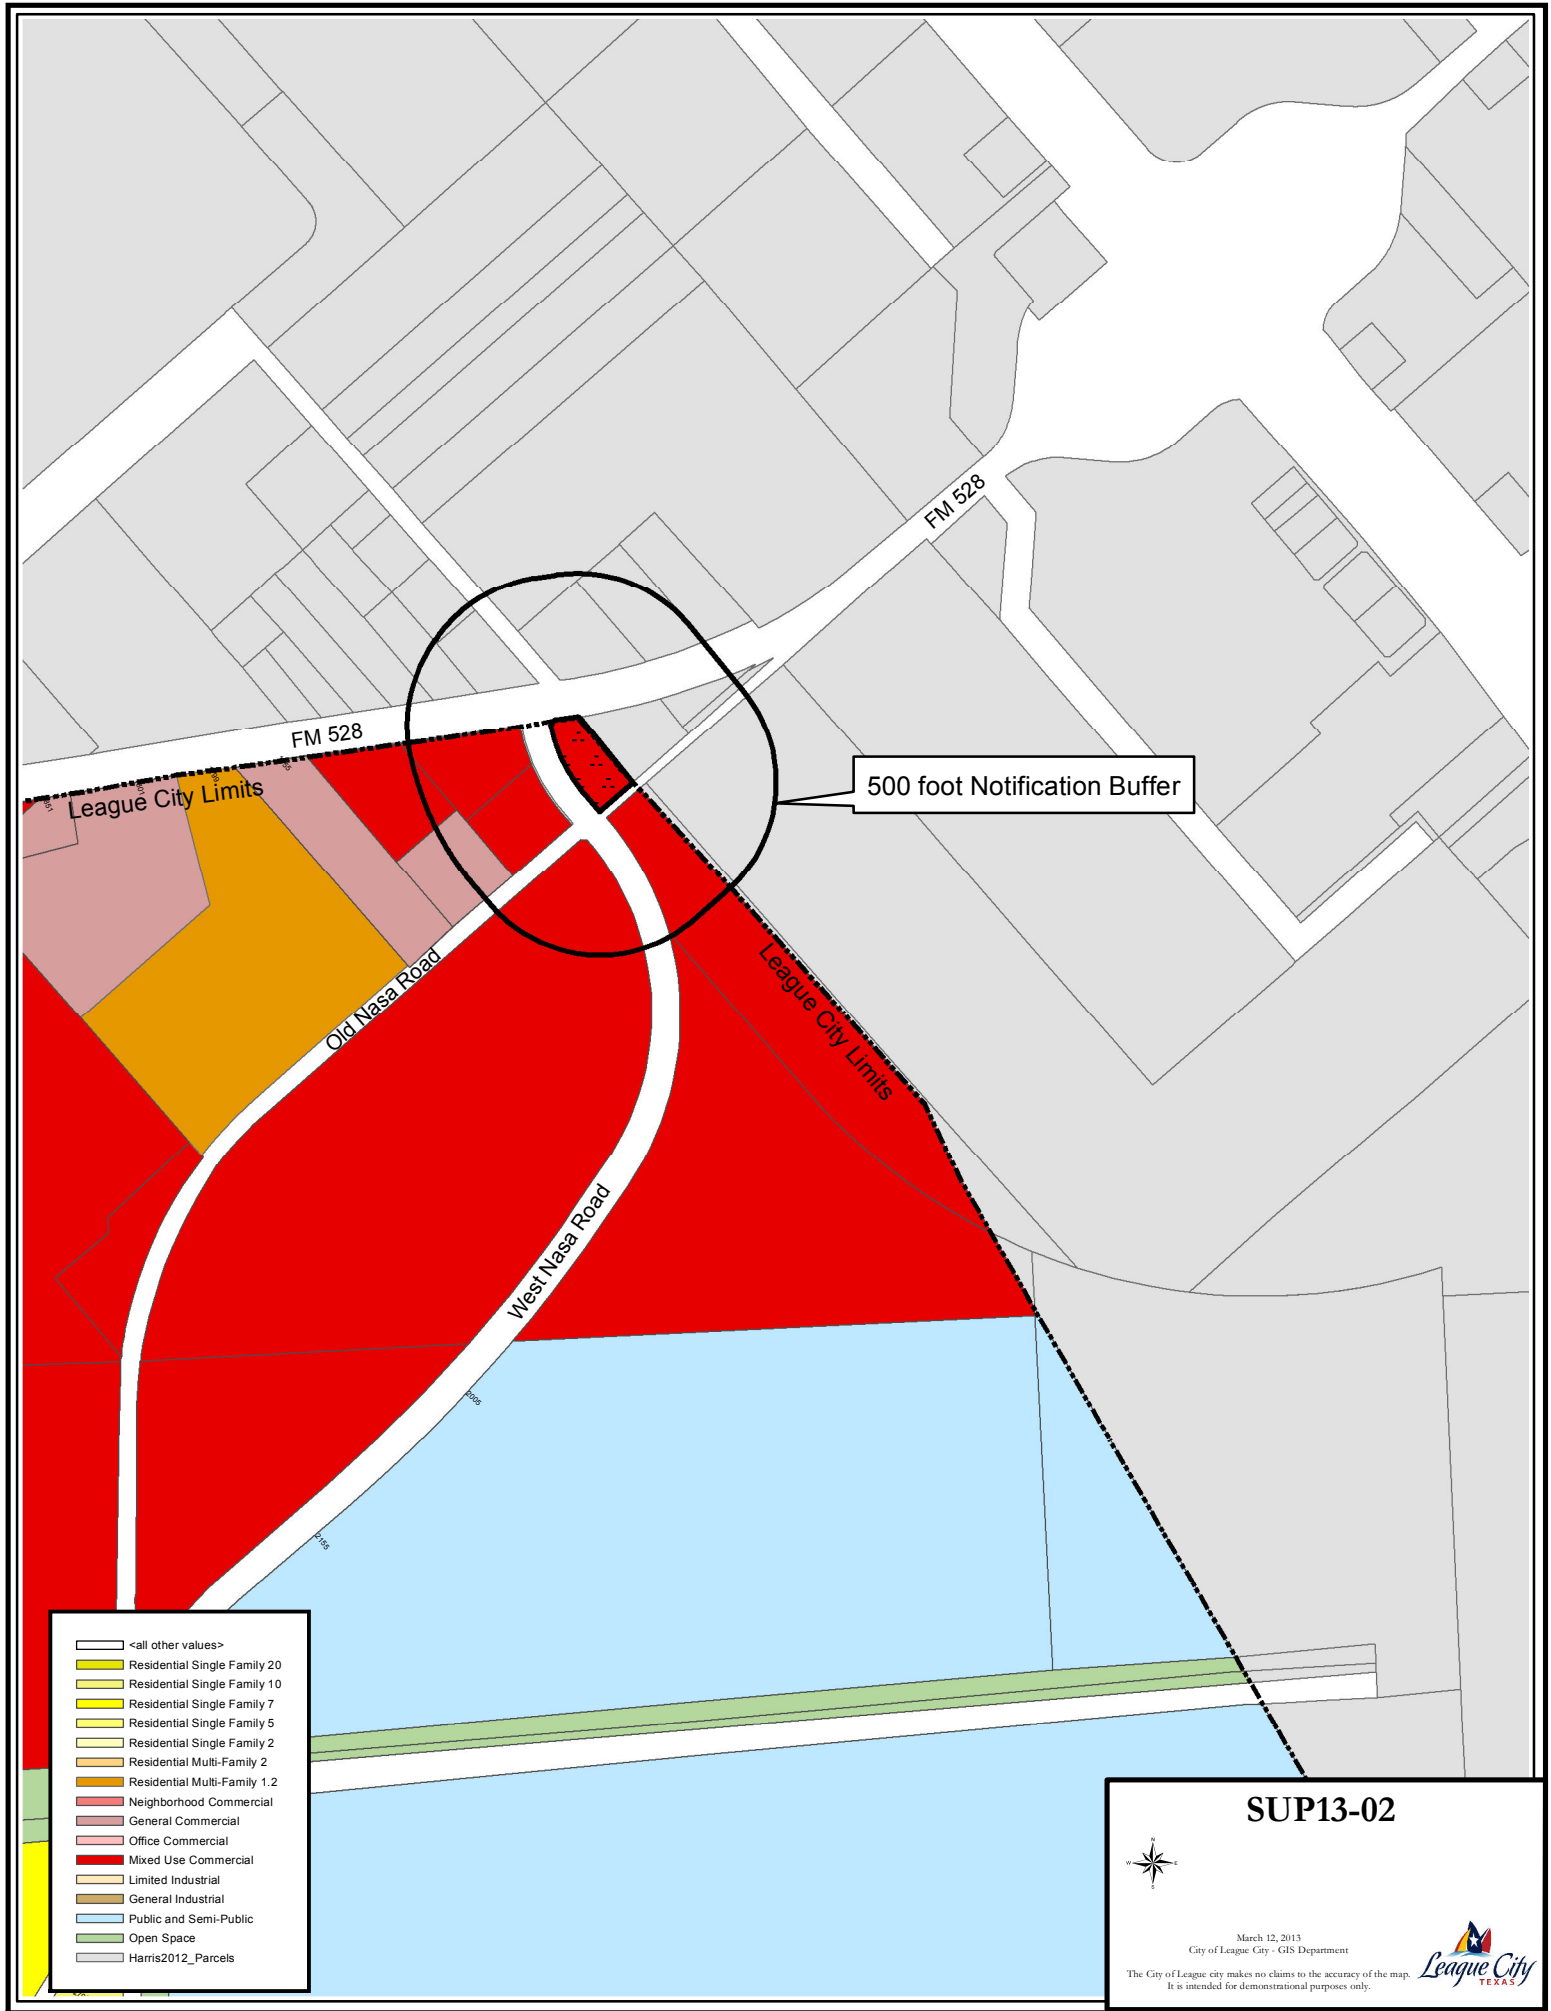 FM 528
FM 528
League City Limits
500 foot Notification Buffer
Old Nasa Road
League City Limits
West Nasa Road
2005
2155
<all other values>
Residential Single Family 20
Residential Single Family 10
Residential Single Family 7
Residential Single Family 5
Residential Single Family 2
Residential Multi-Family 2
Residential Multi-Family 1.2
Neighborhood Commercial
General Commercial
Office Commercial
Mixed Use Commercial
Limited Industrial
General Industrial
Public and Semi-Public
Open Space
Harris2012_Parcels
SUP13-02
N
W
E
S
March 12, 2013
City of League City - GIS Department
The City of League city makes no claims to the accuracy of the map.
It is intended for demonstrational purposes only.
League City
TEXAS